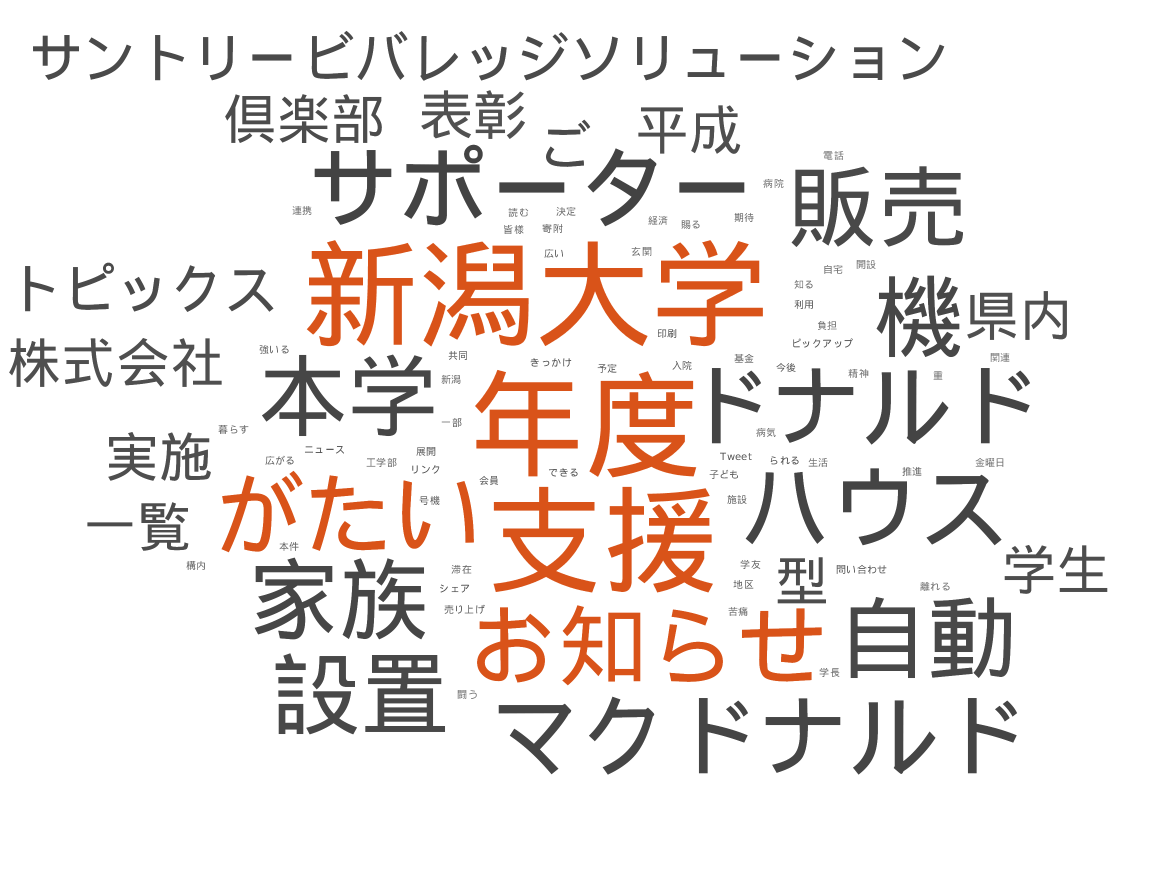 サントリービバレッジソリューション
倶楽部
表彰
ご
平成
電話
サポーター
販売
病院
連携
読む
決定
皆様
寄附
経済
賜る
期待
新潟大学
広い
玄関
自宅
開設
トピックス
知る
利用
機
県内
負担
印刷
ピックアップ
株式会社
強いる
共同
きっかけ
予定
入院
基金
今後
精神
重
関連
本学
新潟
年度
ドナルド
実施
暮らす
一部
病気
ニュース
展開
広がる
工学部
リンク
会員
できる
Tweet
られる
生活
子ども
推進
金曜日
一覧
がたい
号機
支援
施設
ハウス
本件
構内
家族
滞在
シェア
売り上げ
学友
地区
型
問い合わせ
離れる
学生
苦痛
お知らせ
自動
学長
設置
闘う
マクドナルド